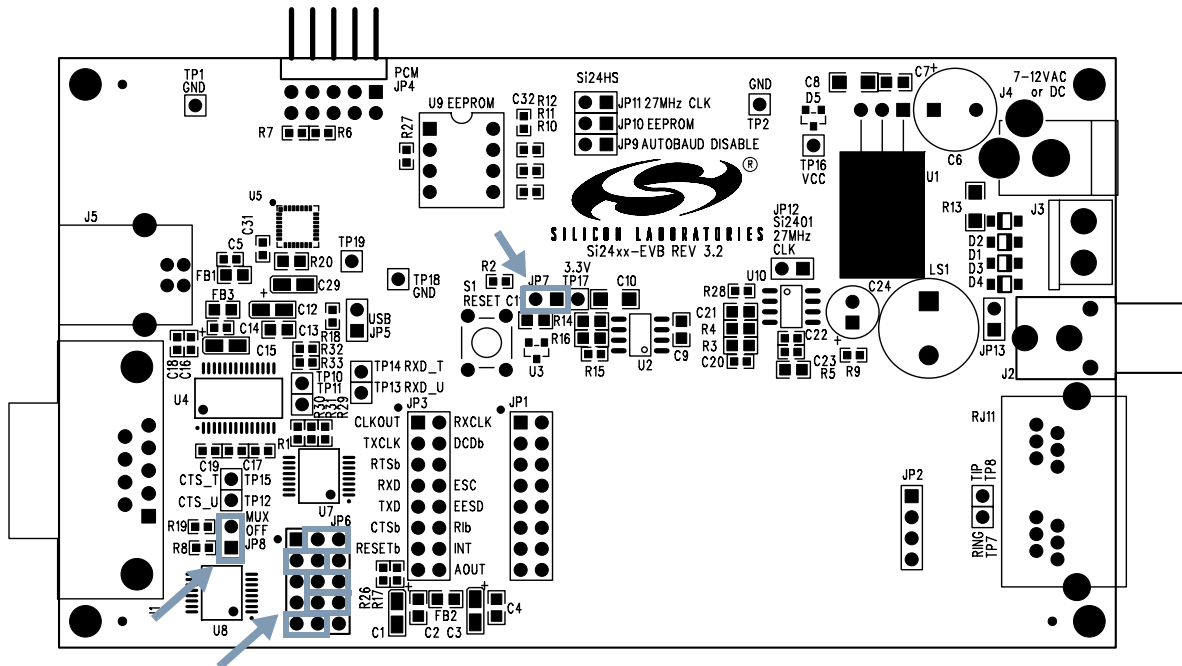 TP1
GND
PCM
JP4
R7
R6
U9 EEPROM
R27
C32
R12
R11
R10
Si24HS
JP11 27MHz CLK
JP10 EEPROM
JP9 AUTOBAUD DISABLE
GND
TP2
C8
D5
TP16
VCC
C7
+
C6
7-12VAC
or DC
J4
U1
R13
J3
D2
D1
D3
D4
®
SILICON LABORATORIES
Si24xx-EVB REV 3.2
JP12
Si2401
27MHz
CLK
J5
U5
C31
C5
FB1
R20
C29
TP19
TP18
GND
FB3
+
C12
C14
C13
R18
USB
JP5
C15
+
C18
C16
R32
R33
TP10
TP11
TP14 RXD_T
TP13 RXD_U
S1
RESET
R2
C1
JP7
3.3V
TP17
C10
R14
R16
R15
U3
U2
C9
U10
R28
C21
R4
R3
C20
C22
C23
R5
C24
+
R9
LS1
JP13
J2
U4
R30
R31
R29
R1
C19
C17
CTS_T
TP15
CTS_U
TP12
MUX
OFF
JP8
R19
R8
U7
JP6
U8
JP3
CLKOUT
RXCLK
TXCLK
DCDb
RTSb
RXD
ESC
TXD
EESD
CTSb
RIb
RESETb
INT
AOUT
JP1
R26
R17
+
C1
C2
FB2
C3
+
C4
JP2
RJ11
TIP
TP8
RING
TP7